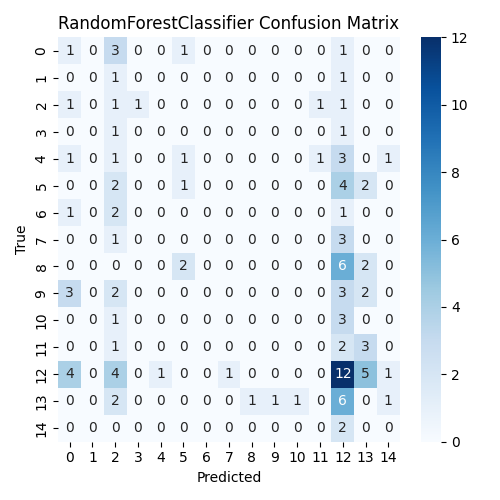 RandomForestClassifier Confusion Matrix
0 1 0 3 0 0 1 0 0 0 0 0 0 1 0 0
1 0 0 1 0 0 0 0 0 0 0 0 0 1 0 0
2 1 0 1 1 0 0 0 0 0 0 0 1 1 0 0
3 0 0 1 0 0 0 0 0 0 0 0 0 1 0 0
4 1 0 1 0 0 1 0 0 0 0 0 1 3 0 1
5 0 0 2 0 0 1 0 0 0 0 0 0 4 2 0
6 1 0 2 0 0 0 0 0 0 0 0 0 1 0 0
7 0 0 1 0 0 0 0 0 0 0 0 0 3 0 0
8 0 0 0 0 0 2 0 0 0 0 0 0 6 2 0
9 3 0 2 0 0 0 0 0 0 0 0 0 3 2 0
10 0 0 1 0 0 0 0 0 0 0 0 0 3 0 0
11 0 0 1 0 0 0 0 0 0 0 0 0 2 3 0
12 4 0 4 0 1 0 0 1 0 0 0 0 12 5 1
13 0 0 2 0 0 0 0 0 1 1 1 0 6 0 1
14 0 0 0 0 0 0 0 0 0 0 0 0 2 0 0
0 1 2 3 4 5 6 7 8 9 10 11 12 13 14
Predicted
True
12
10
8
6
4
2
0